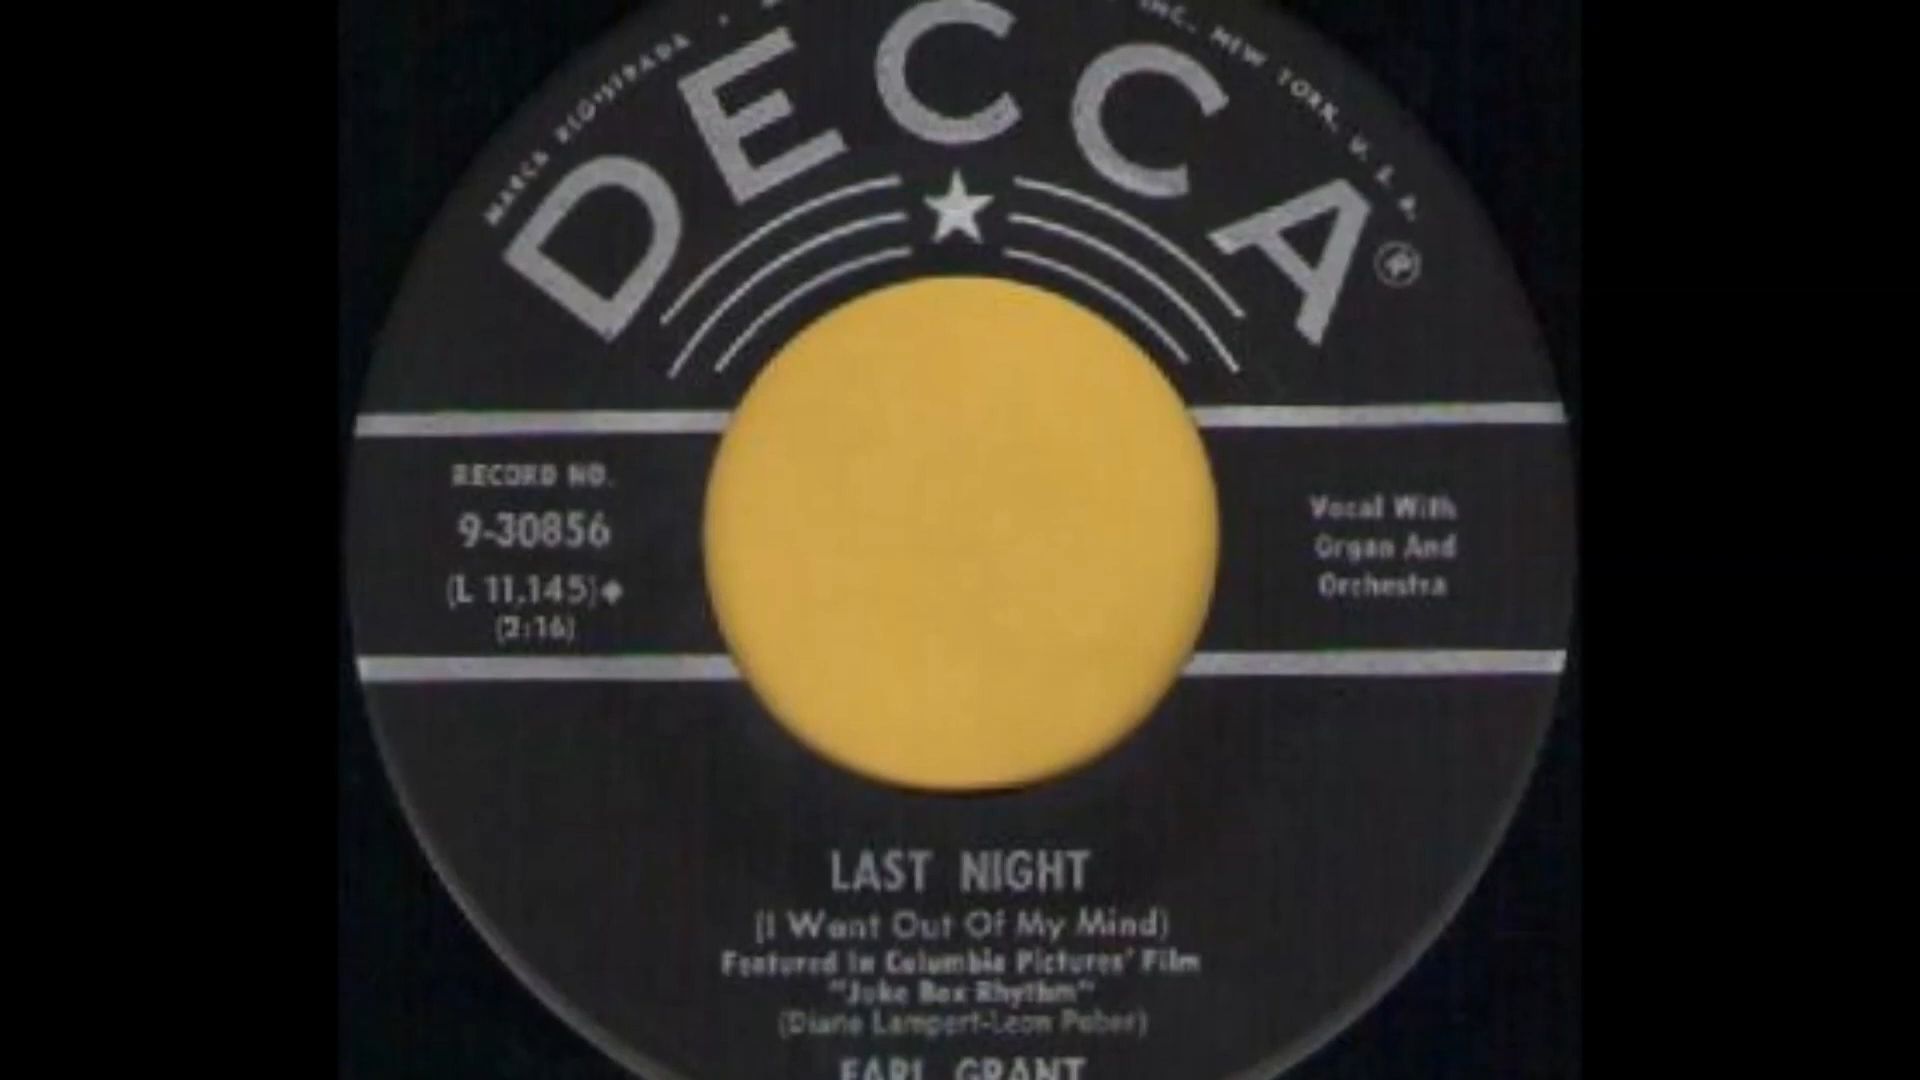 MARCA REGISTRADA
INC., NEW YORK, U. S. A.
DECCA
RECORD NO.
9-30856
(L 11,145)◆
(2:16)
Vocal With
Organ And
Orchestra
LAST NIGHT
(I Went Out Of My Mind)
Featured In Columbia Pictures' Film
"Juke Box Rhythm"
(Diane Lampert-Leon Pober)
EARL GRANT